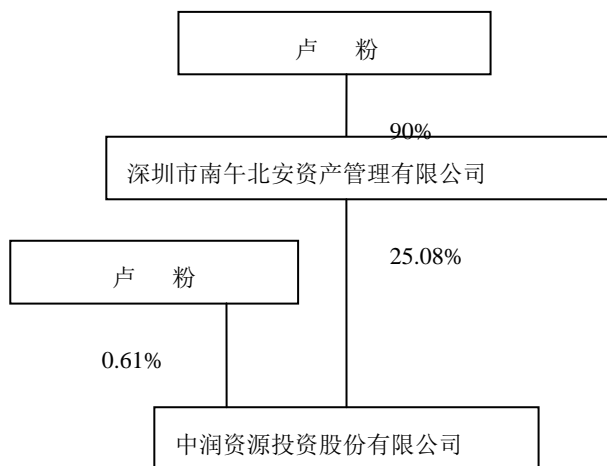 卢 粉
90%
深圳市南午北安资产管理有限公司
25.08%
卢 粉
0.61%
中润资源投资股份有限公司